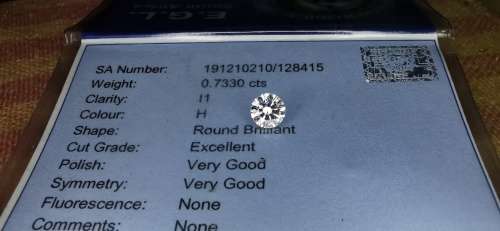 E.G.L.
SA Number: 191210210/128415
Weight: 0.7330 cts
Clarity: I1
Colour: H
Shape: Round Brilliant
Cut Grade: Excellent
Polish: Very Good
Symmetry: Very Good
Fluorescence: None
Comments: None